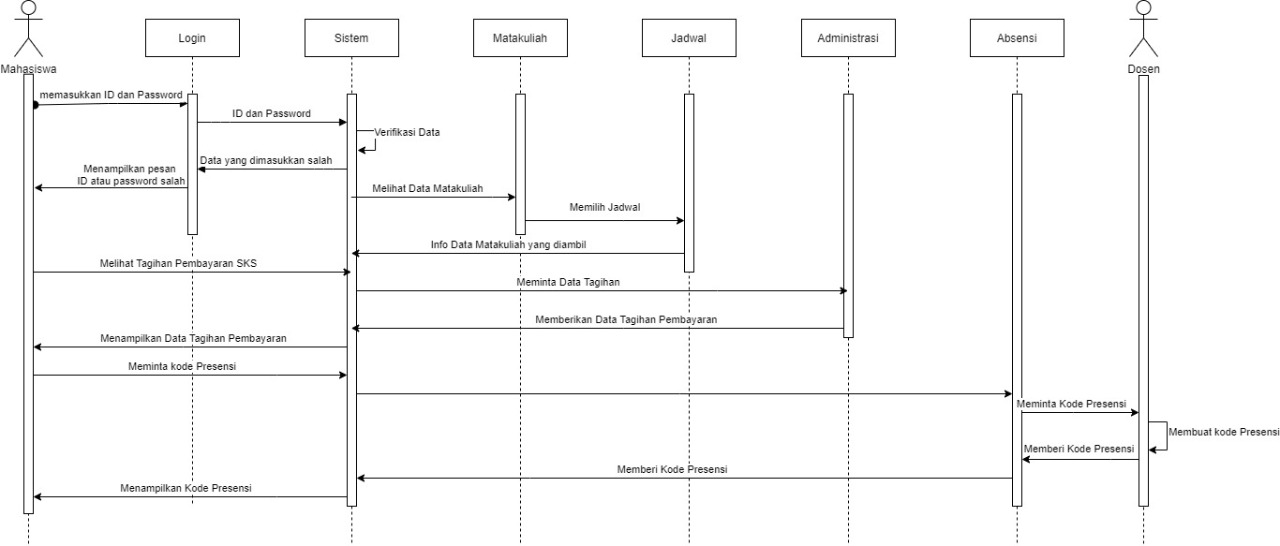 Login
Sistem
Matakuliah
Jadwal
Administrasi
Absensi
Mahasiswa
Dosen
memasukkan ID dan Password
ID dan Password
Verifikasi Data
Data yang dimasukkan salah
Menampilkan pesan
ID atau password salah
Melihat Data Matakuliah
Memilih Jadwal
Info Data Matakuliah yang diambil
Melihat Tagihan Pembayaran SKS
Meminta Data Tagihan
Memberikan Data Tagihan Pembayaran
Menampilkan Data Tagihan Pembayaran
Meminta kode Presensi
Meminta Kode Presensi
Membuat kode Presensi
Memberi Kode Presensi
Memberi Kode Presensi
Menampilkan Kode Presensi